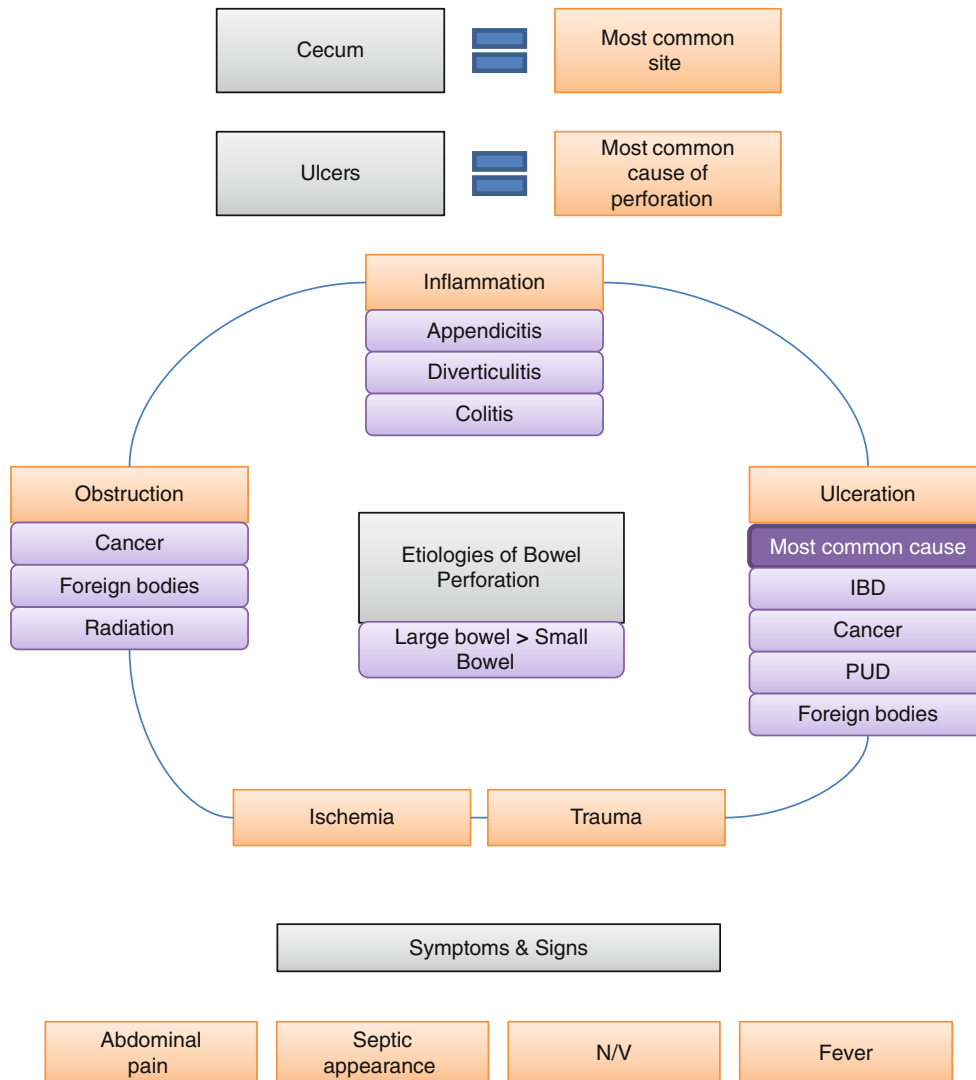 Cecum
Most common
site
Ulcers
Most common
cause of
perforation
Inflammation
Appendicitis
Diverticulitis
Colitis
Obstruction
Cancer
Foreign bodies
Radiation
Etiologies of Bowel
Perforation
Large bowel > Small
Bowel
Ulceration
Most common cause
IBD
Cancer
PUD
Foreign bodies
Ischemia
Trauma
Symptoms & Signs
Abdominal
pain
Septic
appearance
N/V
Fever